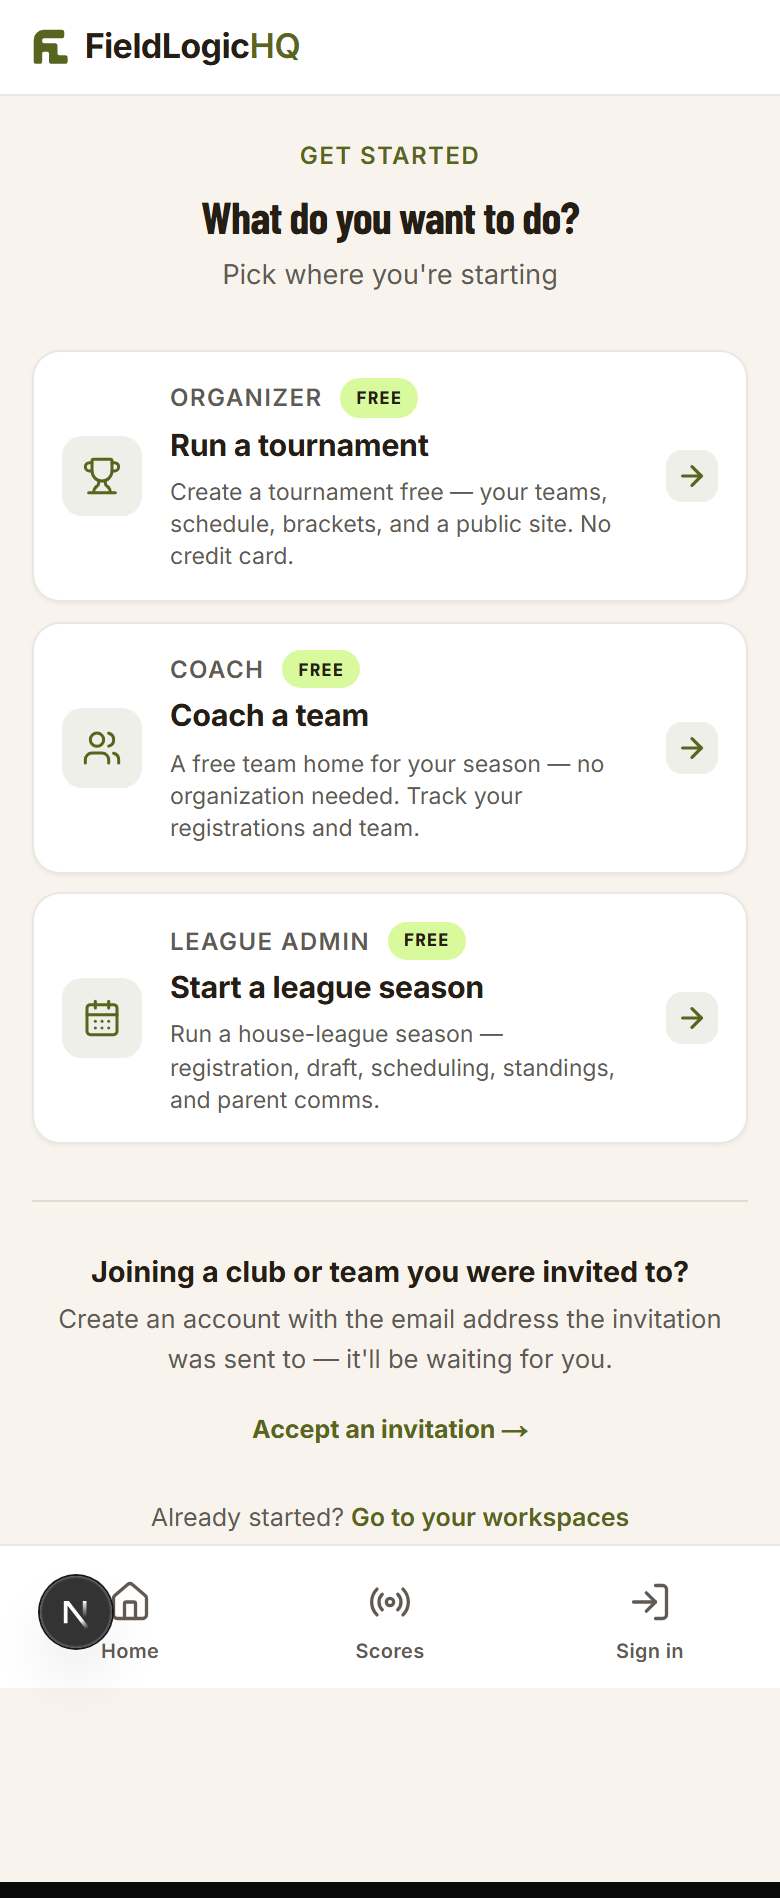 FieldLogicHQ
GET STARTED
What do you want to do?
Pick where you're starting
ORGANIZER FREE
Run a tournament
Create a tournament free — your teams,
schedule, brackets, and a public site. No
credit card.
COACH FREE
Coach a team
A free team home for your season — no
organization needed. Track your
registrations and team.
LEAGUE ADMIN FREE
Start a league season
Run a house-league season —
registration, draft, scheduling, standings,
and parent comms.
Joining a club or team you were invited to?
Create an account with the email address the invitation
was sent to — it'll be waiting for you.
Accept an invitation →
Already started? Go to your workspaces
N
Home
Scores
Sign in